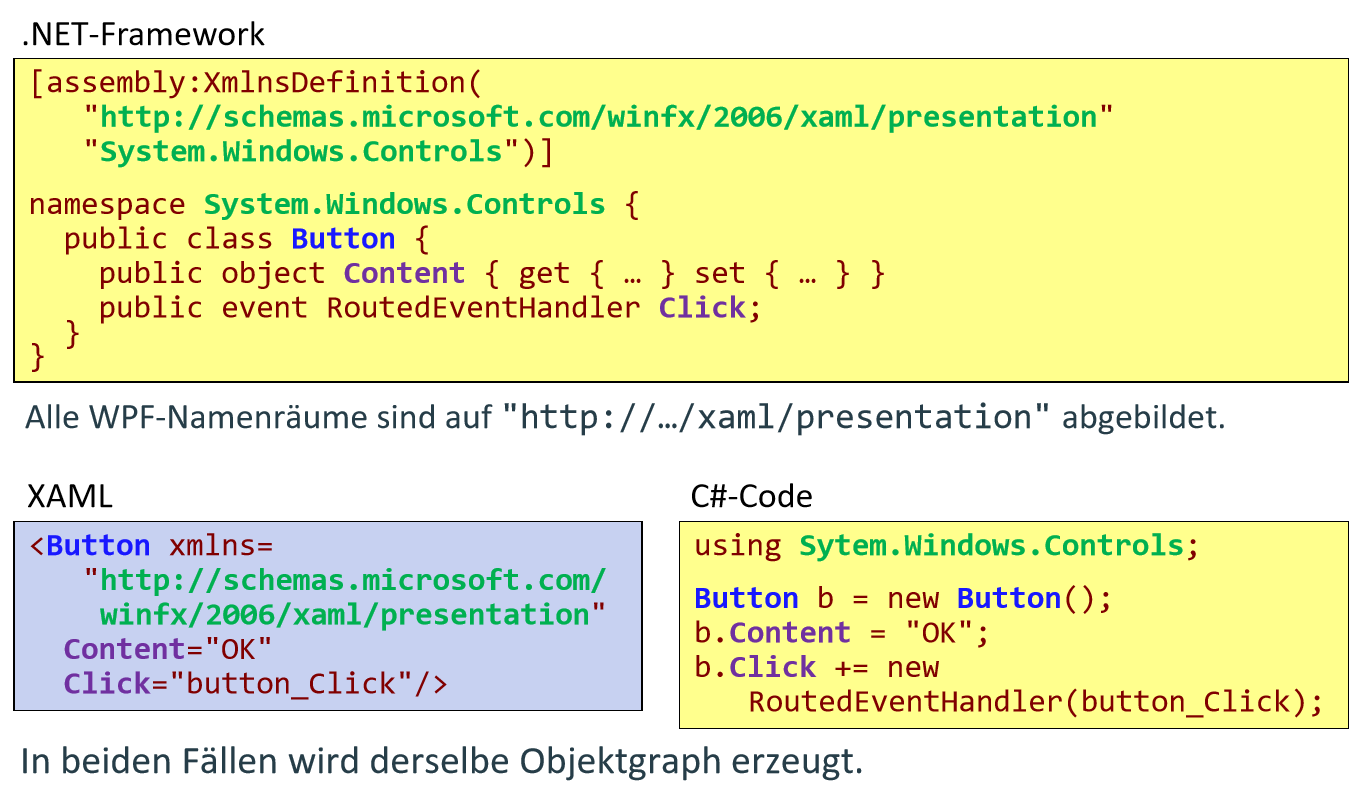 .NET-Framework
[assembly:XmlnsDefinition(
"http://schemas.microsoft.com/winfx/2006/xaml/presentation"
"System.Windows.Controls")]
namespace System.Windows.Controls {
public class Button {
public object Content { get { … } set { … } }
public event RoutedEventHandler Click;
}
}
Alle WPF-Namenräume sind auf "http://…/xaml/presentation" abgebildet.
XAML
<Button xmlns=
"http://schemas.microsoft.com/
winfx/2006/xaml/presentation"
Content="OK"
Click="button_Click"/>
C#-Code
using Sytem.Windows.Controls;
Button b = new Button();
b.Content = "OK";
b.Click += new
RoutedEventHandler(button_Click);
In beiden Fällen wird derselbe Objektgraph erzeugt.